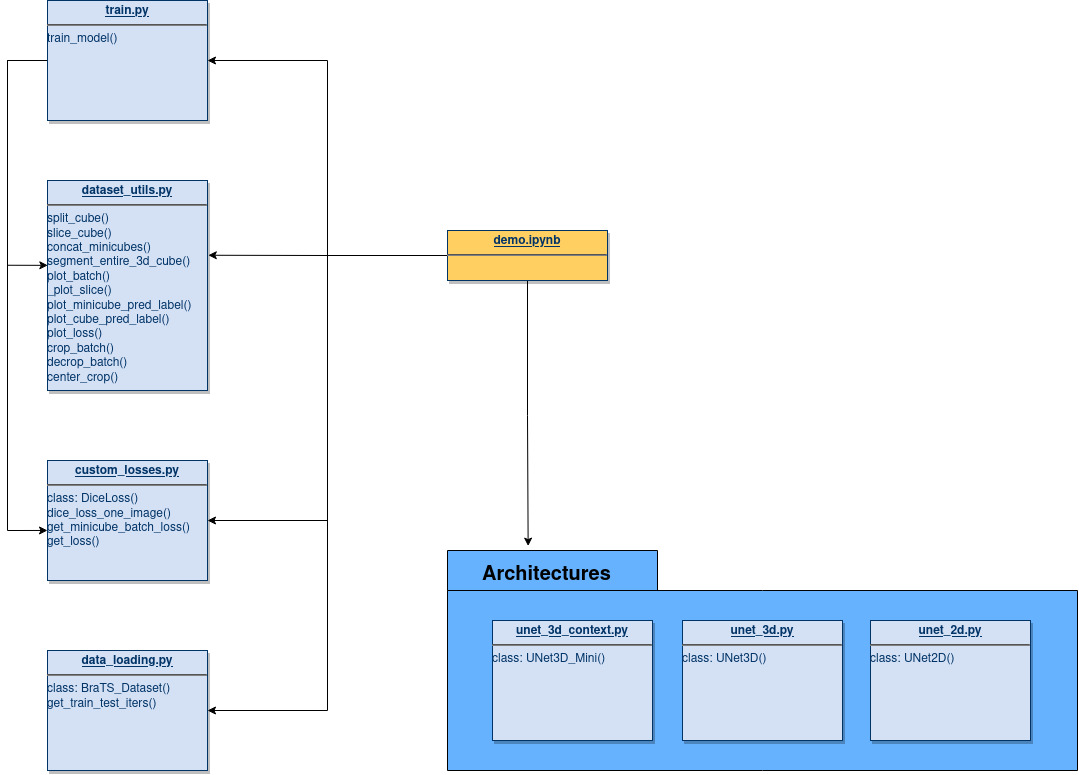 train.py
train_model()
dataset_utils.py
split_cube()
slice_cube()
concat_minicubes()
segment_entire_3d_cube()
plot_batch()
_plot_slice()
plot_minicube_pred_label()
plot_cube_pred_label()
plot_loss()
crop_batch()
decrop_batch()
center_crop()
demo.ipynb
custom_losses.py
class: DiceLoss()
dice_loss_one_image()
get_minicube_batch_loss()
get_loss()
data_loading.py
class: BraTS_Dataset()
get_train_test_iters()
Architectures
unet_3d_context.py
class: UNet3D_Mini()
unet_3d.py
class: UNet3D()
unet_2d.py
class: UNet2D()